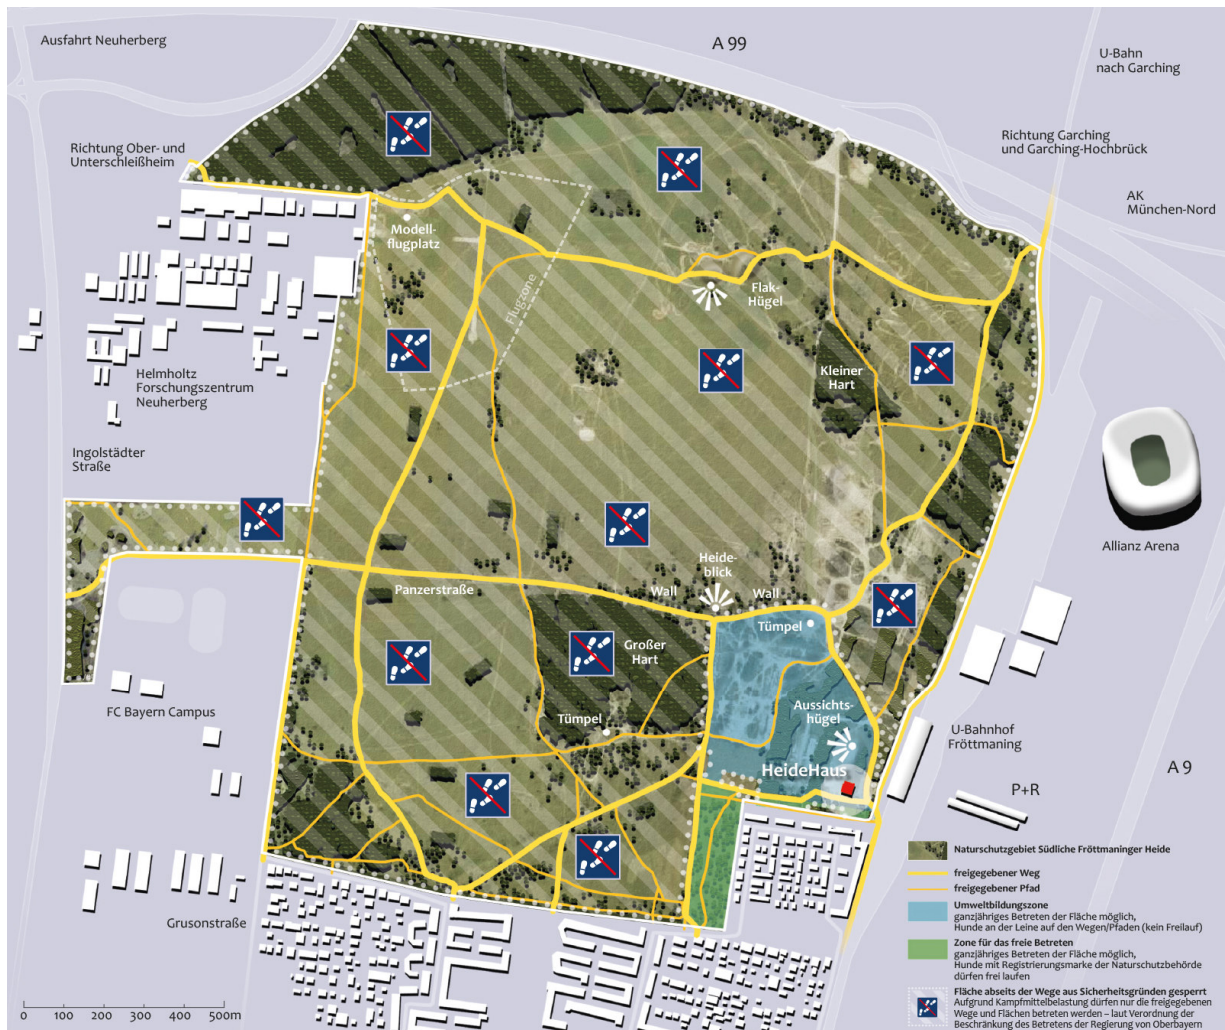 A 99
Ausfahrt Neuherberg
U-Bahn
nach Garching
Richtung Ober- und
Unterschleißheim
Richtung Garching
und Garching-Hochbrück
AK
München-Nord
Modell-
flugplatz
Flugzone
Flak-
Hügel
Helmholtz
Forschungszentrum
Neuherberg
Kleiner
Hart
Ingolstädter
Straße
Allianz Arena
Heide-
blick
Panzerstraße
Wall
Wall
Tümpel
Großer
Hart
FC Bayern Campus
Tümpel
Aussichts-
hügel
U-Bahnhof
Fröttmaning
HeideHaus
A 9
P+R
Grusonstraße
Naturschutzgebiet Südliche Fröttmaninger Heide
freigegebener Weg
freigegebener Pfad
Umweltbildungszone
ganzjähriges Betreten der Fläche möglich,
Hunde an der Leine auf den Wegen/Pfaden (kein Freilauf)
Zone für das freie Betreten
ganzjähriges Betreten der Fläche möglich,
Hunde mit Registrierungsmarke der Naturschutzbehörde
dürfen frei laufen
Fläche abseits der Wege aus Sicherheitsgründen gesperrt
Aufgrund Kampfmittelbelastung dürfen nur die freigegebenen
Wege und Flächen betreten werden – laut Verordnung der
Beschränkung des Betretens der Regierung von Oberbayern
0 100 200 300 400 500m